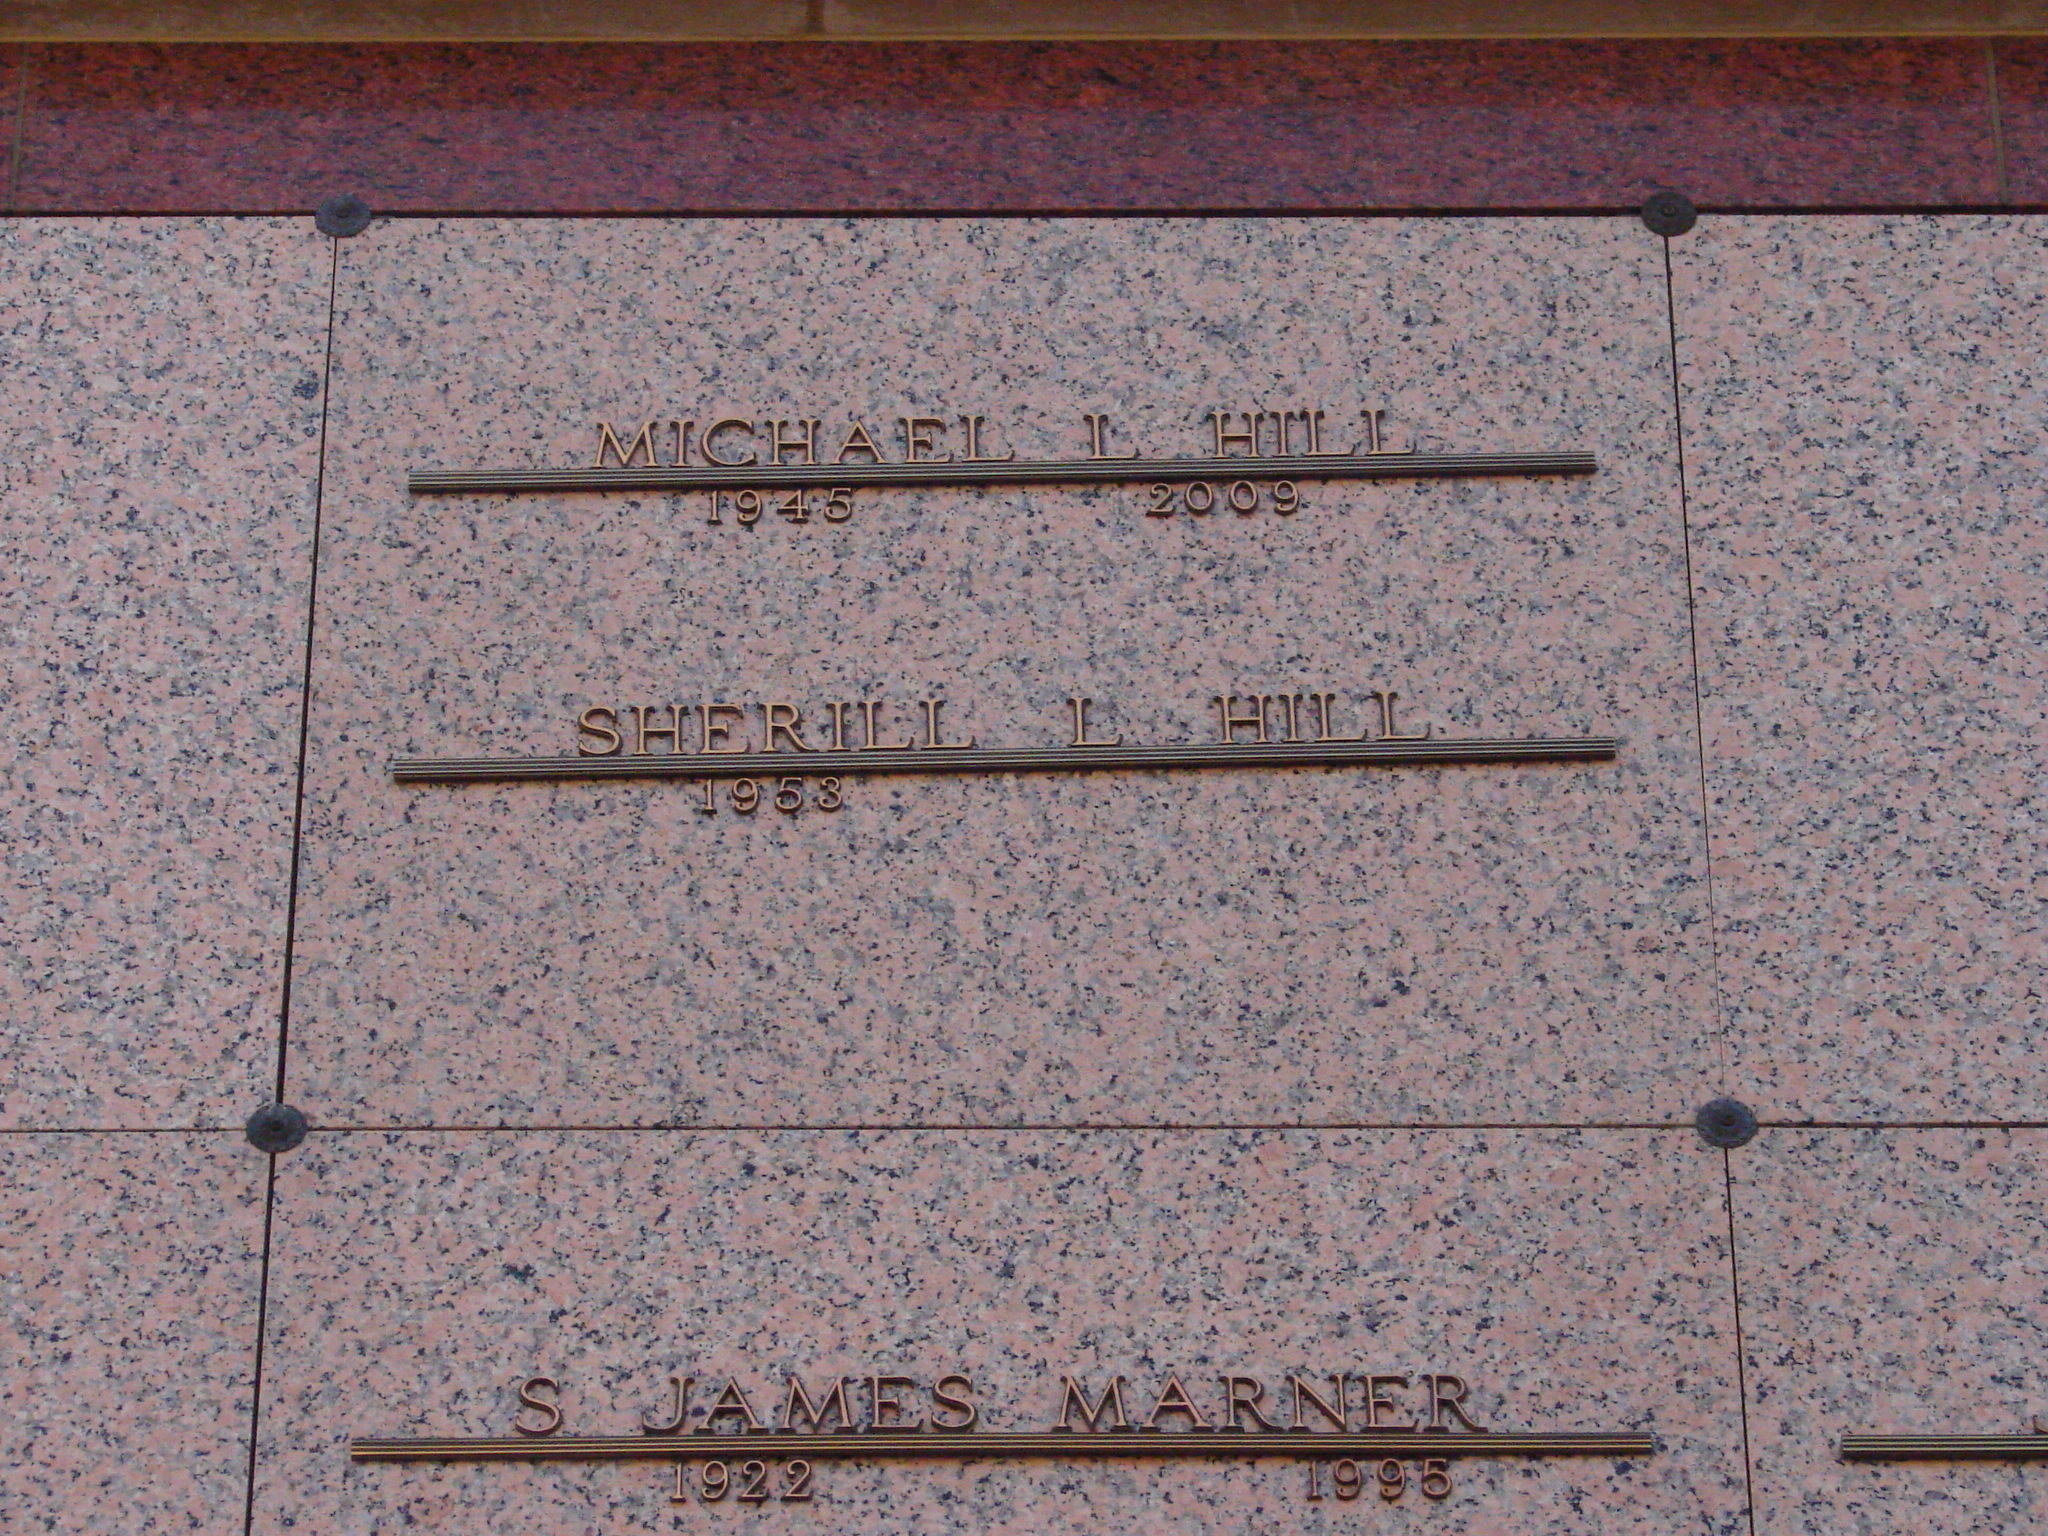 MICHAEL L HILL
1945 2009
SHERILL L HILL
1953
S JAMES MARNER
1922 1995